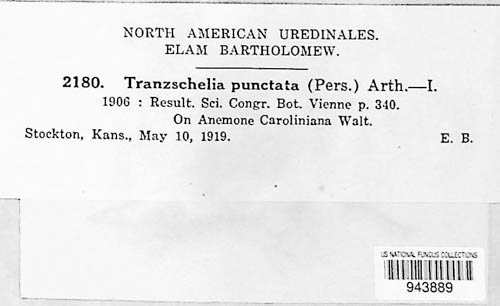 NORTH AMERICAN UREDINALES.
ELAM BARTHOLOMEW.
2180. Tranzschelia punctata (Pers.) Arth.—I.
1906 : Result. Sci. Congr. Bot. Vienne p. 340.
On Anemone Caroliniana Walt.
Stockton, Kans., May 10, 1919. E. B.
US NATIONAL FUNGUS COLLECTIONS
943889